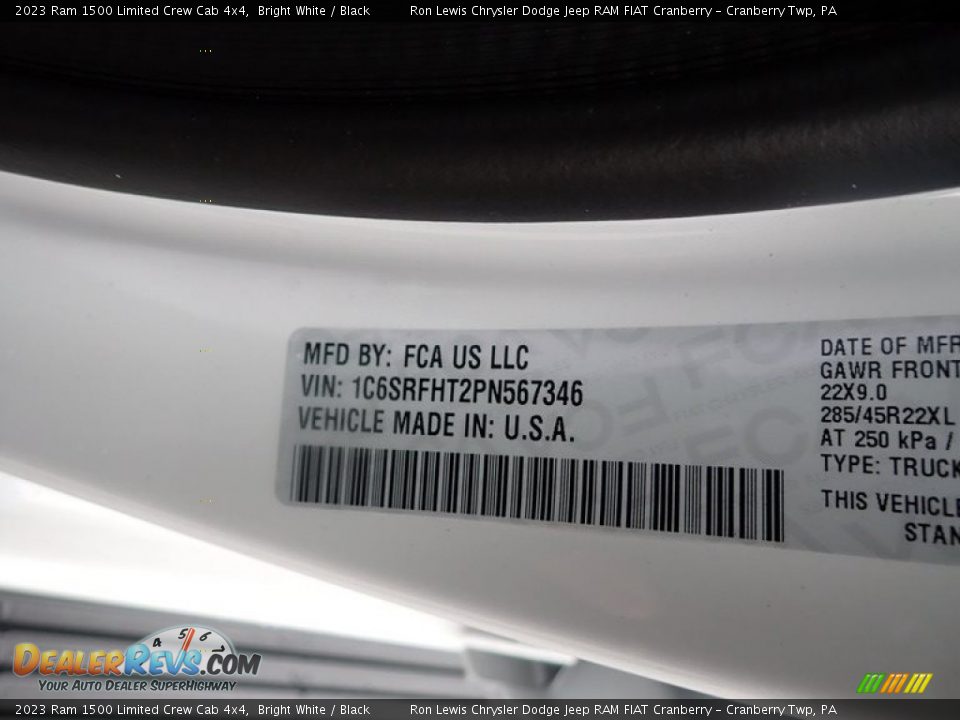 2023 Ram 1500 Limited Crew Cab 4x4, Bright White / Black Ron Lewis Chrysler Dodge Jeep RAM FIAT Cranberry - Cranberry Twp, PA
MFD BY: FCA US LLC
VIN: 1C6SRFHT2PN567346
VEHICLE MADE IN: U.S.A.
DATE OF MFR
GAWR FRONT
22X9.0
285/45R22XL
AT 250 kPa /
TYPE: TRUCK
THIS VEHICLE
STAN
4 5 6
DEALERREVS.COM
YOUR AUTO DEALER SUPERHIGHWAY
2023 Ram 1500 Limited Crew Cab 4x4, Bright White / Black Ron Lewis Chrysler Dodge Jeep RAM FIAT Cranberry - Cranberry Twp, PA